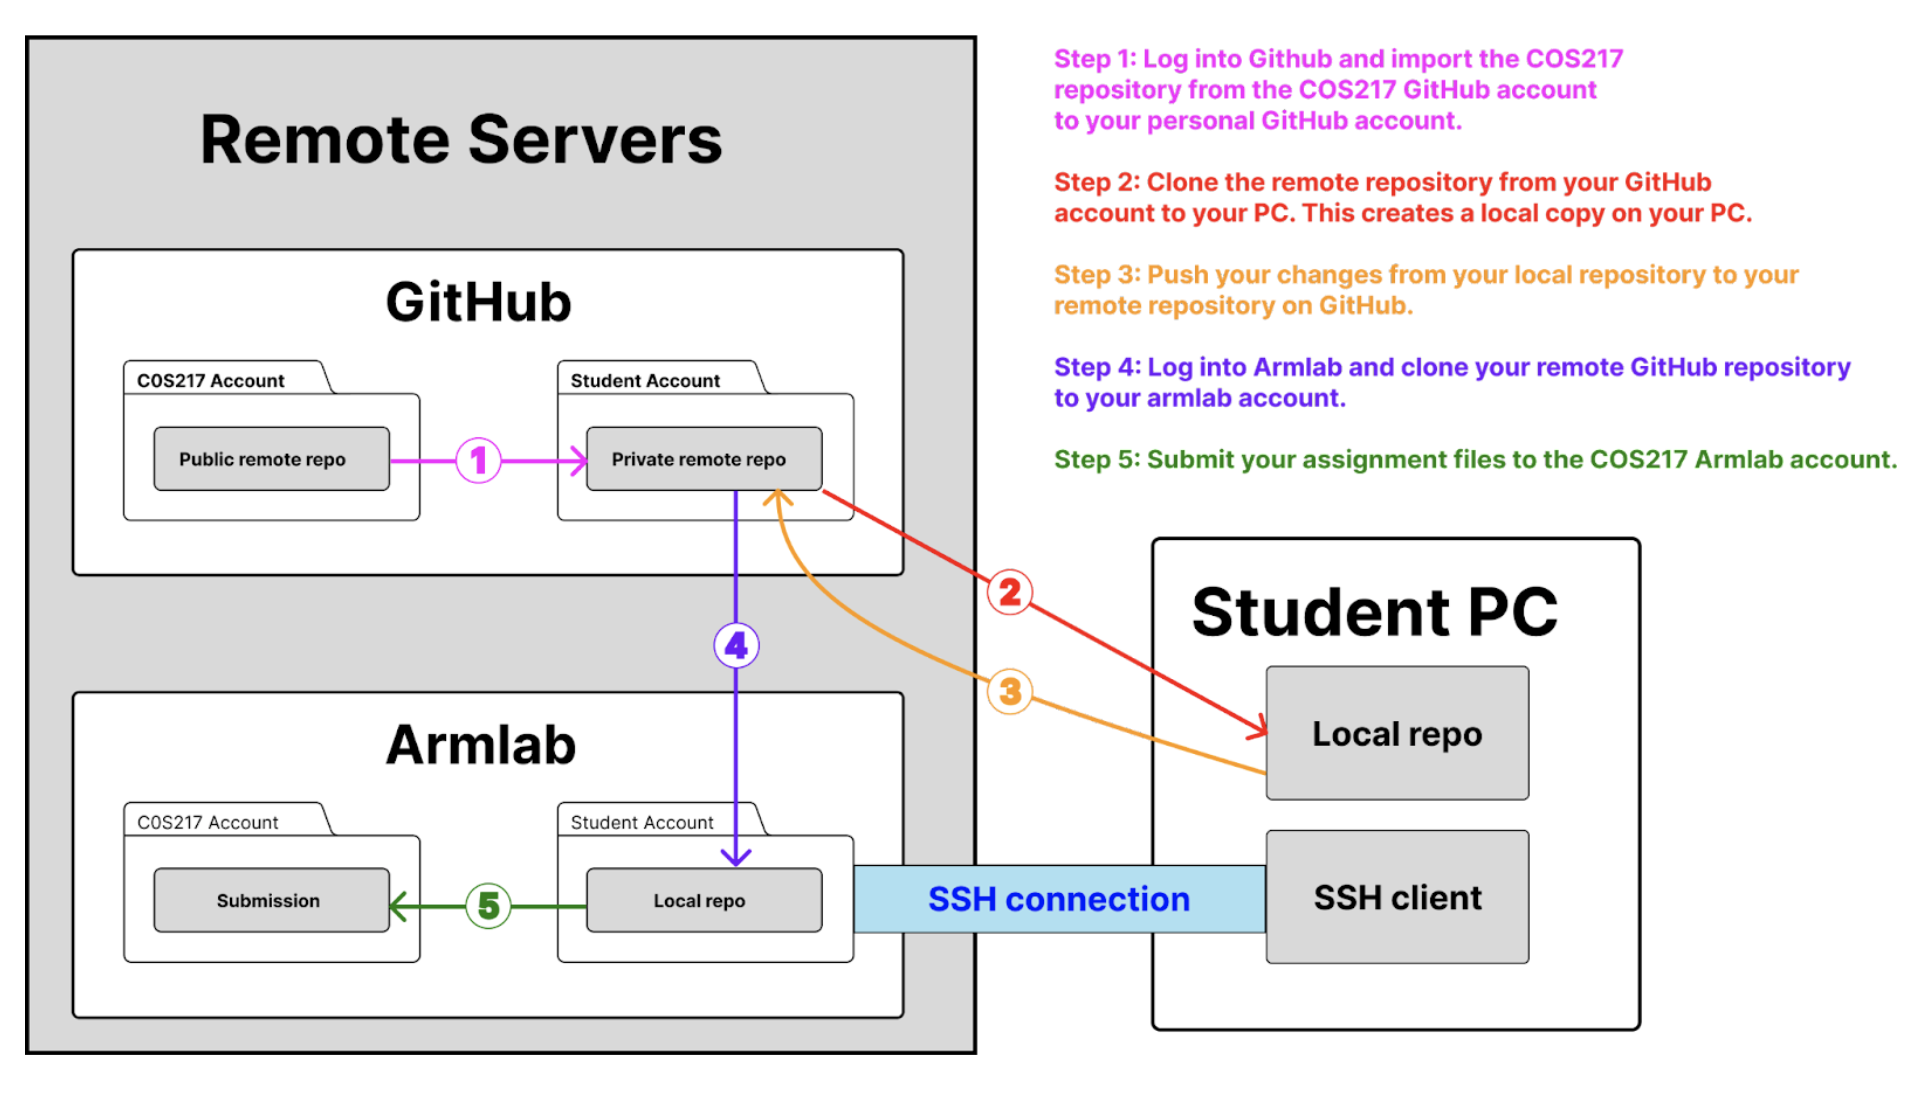 Remote Servers
GitHub
C0S217 Account
Student Account
Public remote repo
1
Private remote repo
4
2
3
Armlab
C0S217 Account
Student Account
Submission
5
Local repo
SSH connection
Step 1: Log into Github and import the COS217
repository from the COS217 GitHub account
to your personal GitHub account.
Step 2: Clone the remote repository from your GitHub
account to your PC. This creates a local copy on your PC.
Step 3: Push your changes from your local repository to your
remote repository on GitHub.
Step 4: Log into Armlab and clone your remote GitHub repository
to your armlab account.
Step 5: Submit your assignment files to the COS217 Armlab account.
Student PC
Local repo
SSH client